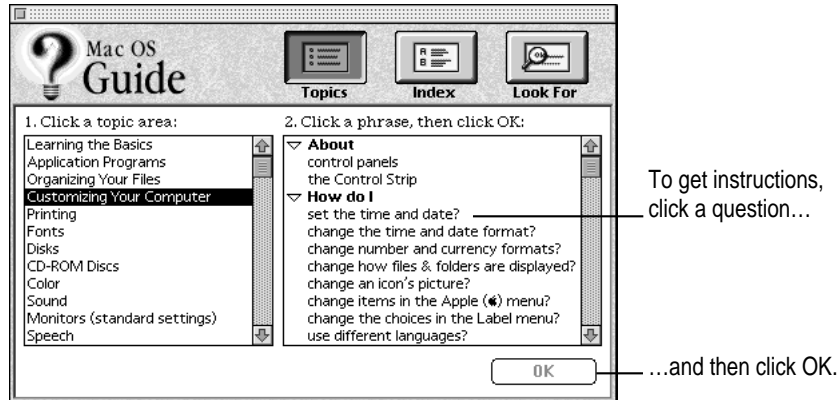 Mac OS
Guide
Topics
Index
Look For
1. Click a topic area:
Learning the Basics
Application Programs
Organizing Your Files
Customizing Your Computer
Printing
Fonts
Disks
CD-ROM Discs
Color
Sound
Monitors (standard settings)
Speech
2. Click a phrase, then click OK:
About
control panels
the Control Strip
How do I
set the time and date?
change the time and date format?
change number and currency formats?
change how files & folders are displayed?
change an icon's picture?
change items in the Apple () menu?
change the choices in the Label menu?
use different languages?
OK
To get instructions,
click a question…
…and then click OK.